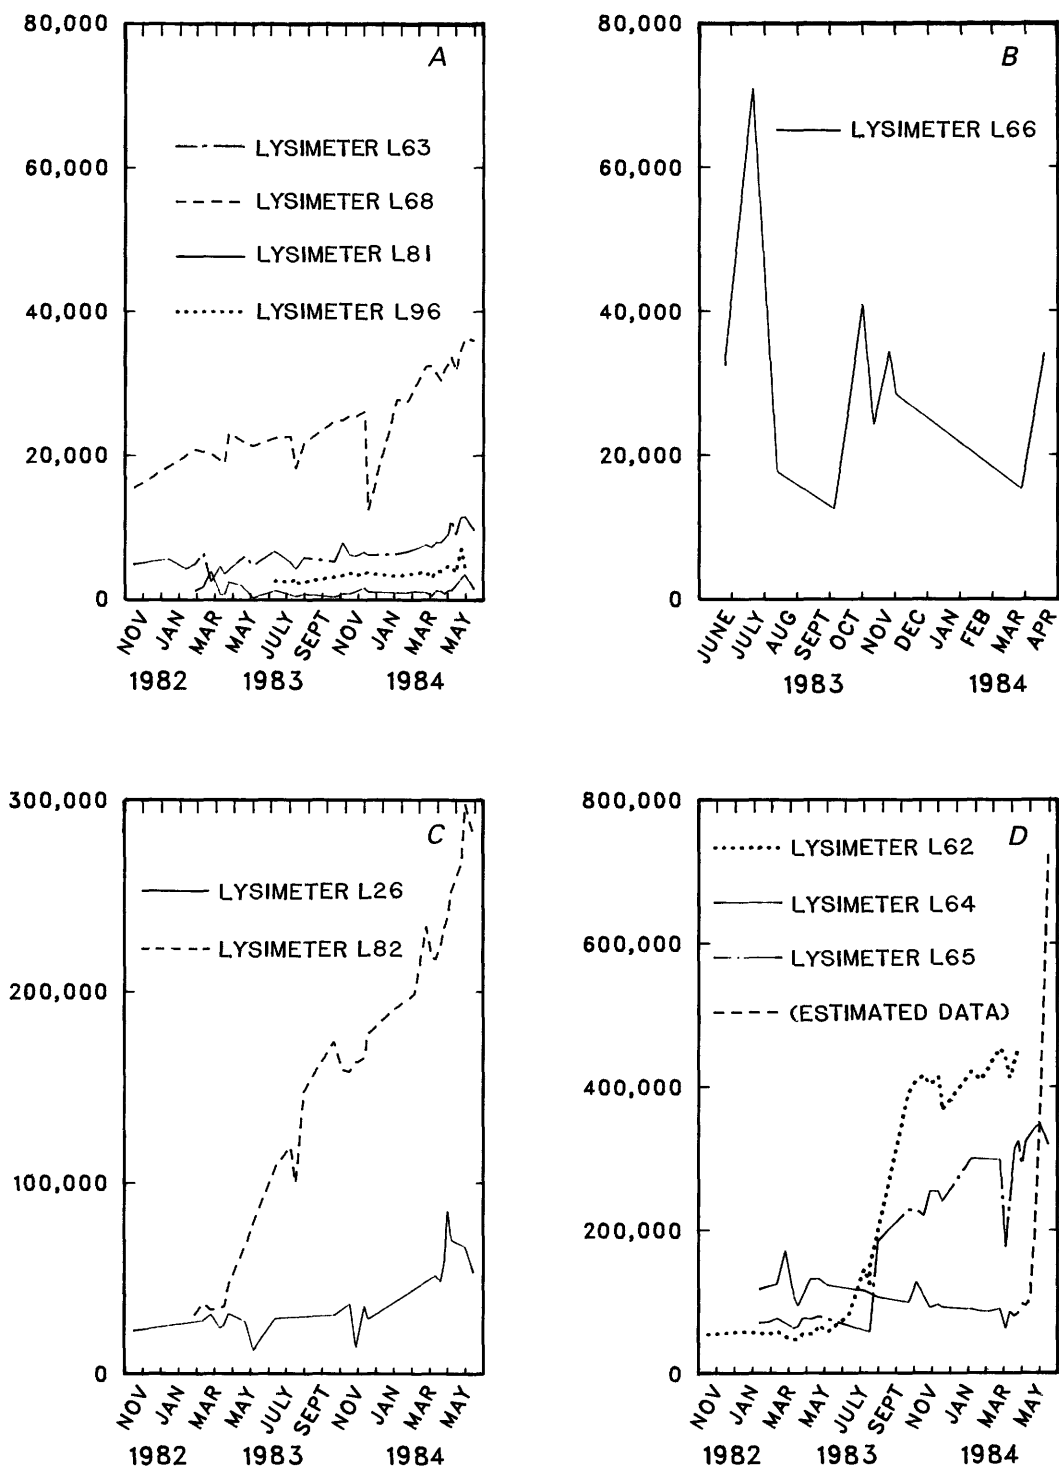 80,000
60,000
40,000
20,000
0
A
LYSIMETER L63
LYSIMETER L68
LYSIMETER L81
LYSIMETER L96
NOV JAN MAR MAY JULY SEPT NOV JAN MAR MAY
1982 1983 1984
80,000
60,000
40,000
20,000
0
B
LYSIMETER L66
JUNE JULY AUG SEPT OCT NOV DEC JAN FEB MAR APR
1983 1984
300,000
200,000
100,000
0
C
LYSIMETER L26
LYSIMETER L82
NOV JAN MAR MAY JULY SEPT NOV JAN MAR MAY
1982 1983 1984
800,000
600,000
400,000
200,000
0
D
LYSIMETER L62
LYSIMETER L64
LYSIMETER L65
(ESTIMATED DATA)
NOV JAN MAR MAY JULY SEPT NOV JAN MAR MAY
1982 1983 1984